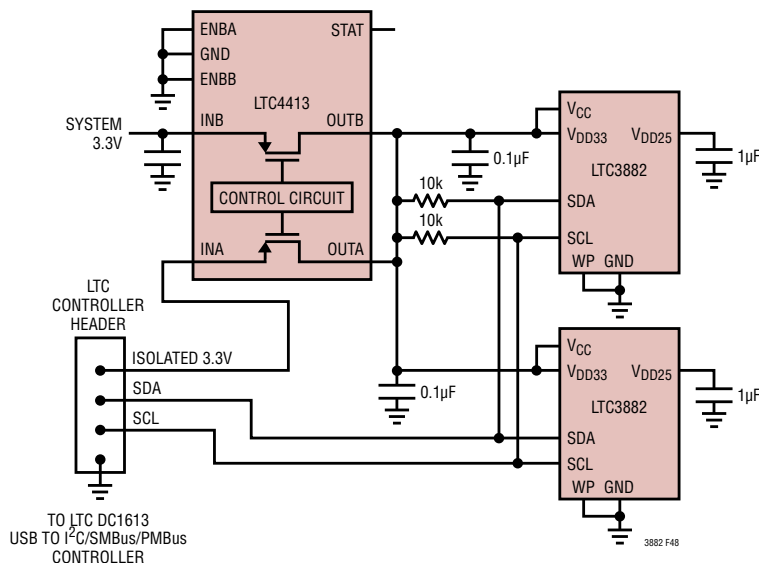 ENBA
GND
ENBB
STAT
LTC4413
INB
OUTB
SYSTEM
3.3V
CONTROL CIRCUIT
INA
OUTA
0.1µF
10k
10k
VCC
VDD33
VDD25
LTC3882
SDA
SCL
WP GND
1µF
LTC
CONTROLLER
HEADER
ISOLATED 3.3V
SDA
SCL
0.1µF
VCC
VDD33
VDD25
LTC3882
SDA
SCL
WP GND
1µF
TO LTC DC1613
USB TO I2C/SMBus/PMBus
CONTROLLER
3882 F48